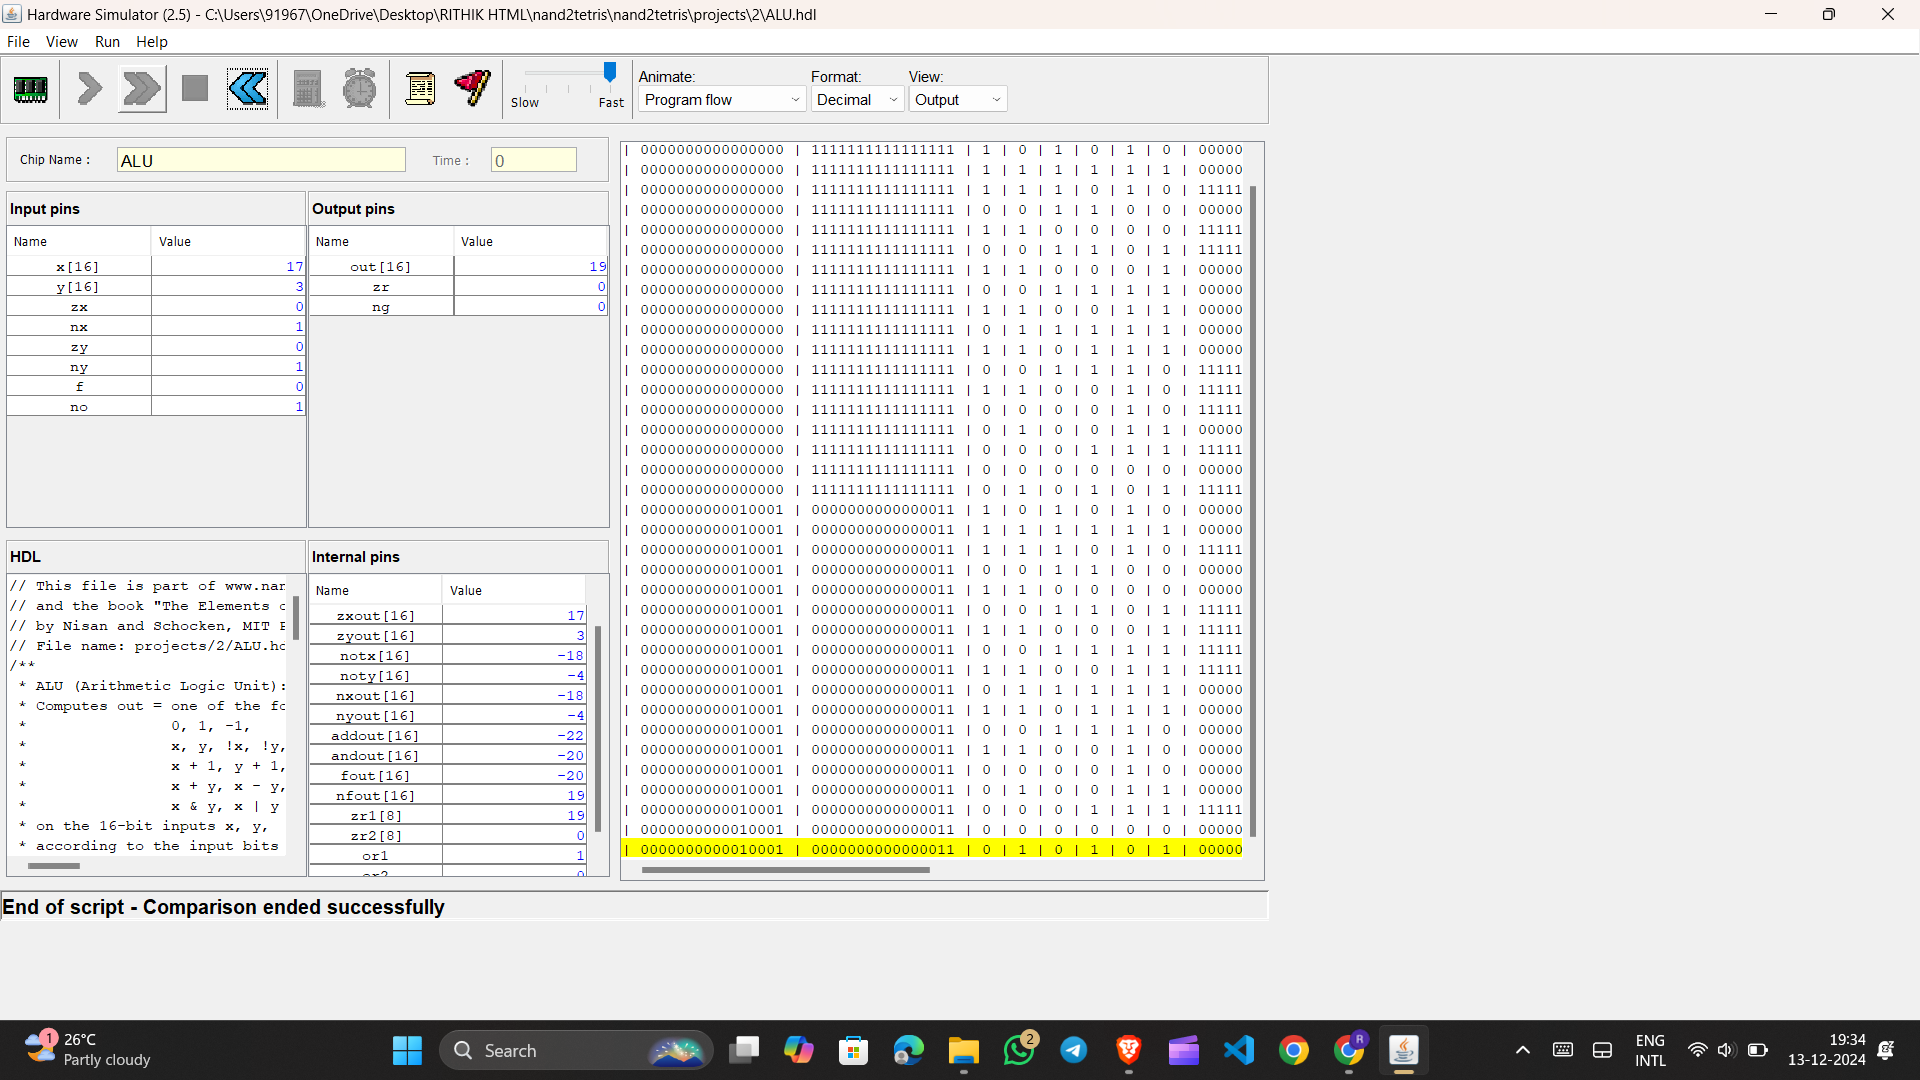 Hardware Simulator (2.5) - C:\Users\91967\OneDrive\Desktop\RITHIK HTML\nand2tetris\nand2tetris\projects\2\ALU.hdl
File View Run Help
Slow Fast
Animate: Format: View:
Program flow Decimal Output
Chip Name : ALU Time : 0
Input pins
Name Value
x[16] 17
y[16] 3
zx 0
nx 1
zy 0
ny 1
f 0
no 1
Output pins
Name Value
out[16] 19
zr 0
ng 0
HDL
// This file is part of www.nan
// and the book "The Elements o
// by Nisan and Schocken, MIT P
// File name: projects/2/ALU.hd
/**
* ALU (Arithmetic Logic Unit):
* Computes out = one of the fo
* 0, 1, -1,
* x, y, !x, !y,
* x + 1, y + 1,
* x + y, x - y,
* x & y, x | y
* on the 16-bit inputs x, y,
* according to the input bits
Internal pins
Name Value
zxout[16] 17
zyout[16] 3
notx[16] -18
noty[16] -4
nxout[16] -18
nyout[16] -4
addout[16] -22
andout[16] -20
fout[16] -20
nfout[16] 19
zr1[8] 19
zr2[8] 0
or1 1
or2 0
| 0000000000000000 | 1111111111111111 | 1 | 0 | 1 | 0 | 1 | 0 | 00000
| 0000000000000000 | 1111111111111111 | 1 | 1 | 1 | 1 | 1 | 1 | 00000
| 0000000000000000 | 1111111111111111 | 1 | 1 | 1 | 0 | 1 | 0 | 11111
| 0000000000000000 | 1111111111111111 | 0 | 0 | 1 | 1 | 0 | 0 | 00000
| 0000000000000000 | 1111111111111111 | 1 | 1 | 0 | 0 | 0 | 0 | 11111
| 0000000000000000 | 1111111111111111 | 0 | 0 | 1 | 1 | 0 | 1 | 11111
| 0000000000000000 | 1111111111111111 | 1 | 1 | 0 | 0 | 0 | 1 | 00000
| 0000000000000000 | 1111111111111111 | 0 | 0 | 1 | 1 | 1 | 1 | 00000
| 0000000000000000 | 1111111111111111 | 1 | 1 | 0 | 0 | 1 | 1 | 00000
| 0000000000000000 | 1111111111111111 | 0 | 1 | 1 | 1 | 1 | 1 | 00000
| 0000000000000000 | 1111111111111111 | 1 | 1 | 0 | 1 | 1 | 1 | 00000
| 0000000000000000 | 1111111111111111 | 0 | 0 | 1 | 1 | 1 | 0 | 11111
| 0000000000000000 | 1111111111111111 | 1 | 1 | 0 | 0 | 1 | 0 | 11111
| 0000000000000000 | 1111111111111111 | 0 | 0 | 0 | 0 | 1 | 0 | 11111
| 0000000000000000 | 1111111111111111 | 0 | 1 | 0 | 0 | 1 | 1 | 00000
| 0000000000000000 | 1111111111111111 | 0 | 0 | 0 | 1 | 1 | 1 | 11111
| 0000000000000000 | 1111111111111111 | 0 | 0 | 0 | 0 | 0 | 0 | 00000
| 0000000000000000 | 1111111111111111 | 0 | 1 | 0 | 1 | 0 | 1 | 11111
| 0000000000010001 | 0000000000000011 | 1 | 0 | 1 | 0 | 1 | 0 | 00000
| 0000000000010001 | 0000000000000011 | 1 | 1 | 1 | 1 | 1 | 1 | 00000
| 0000000000010001 | 0000000000000011 | 1 | 1 | 1 | 0 | 1 | 0 | 11111
| 0000000000010001 | 0000000000000011 | 0 | 0 | 1 | 1 | 0 | 0 | 00000
| 0000000000010001 | 0000000000000011 | 1 | 1 | 0 | 0 | 0 | 0 | 00000
| 0000000000010001 | 0000000000000011 | 0 | 0 | 1 | 1 | 0 | 1 | 11111
| 0000000000010001 | 0000000000000011 | 1 | 1 | 0 | 0 | 0 | 1 | 11111
| 0000000000010001 | 0000000000000011 | 0 | 0 | 1 | 1 | 1 | 1 | 11111
| 0000000000010001 | 0000000000000011 | 1 | 1 | 0 | 0 | 1 | 1 | 11111
| 0000000000010001 | 0000000000000011 | 0 | 1 | 1 | 1 | 1 | 1 | 00000
| 0000000000010001 | 0000000000000011 | 1 | 1 | 0 | 1 | 1 | 1 | 00000
| 0000000000010001 | 0000000000000011 | 0 | 0 | 1 | 1 | 1 | 0 | 00000
| 0000000000010001 | 0000000000000011 | 1 | 1 | 0 | 0 | 1 | 0 | 00000
| 0000000000010001 | 0000000000000011 | 0 | 0 | 0 | 0 | 1 | 0 | 00000
| 0000000000010001 | 0000000000000011 | 0 | 1 | 0 | 0 | 1 | 1 | 00000
| 0000000000010001 | 0000000000000011 | 0 | 0 | 0 | 1 | 1 | 1 | 11111
| 0000000000010001 | 0000000000000011 | 0 | 0 | 0 | 0 | 0 | 0 | 00000
| 0000000000010001 | 0000000000000011 | 0 | 1 | 0 | 1 | 0 | 1 | 00000
End of script - Comparison ended successfully
1
26°C
Partly cloudy
Search
2
R
ENG
INTL
19:34
13-12-2024